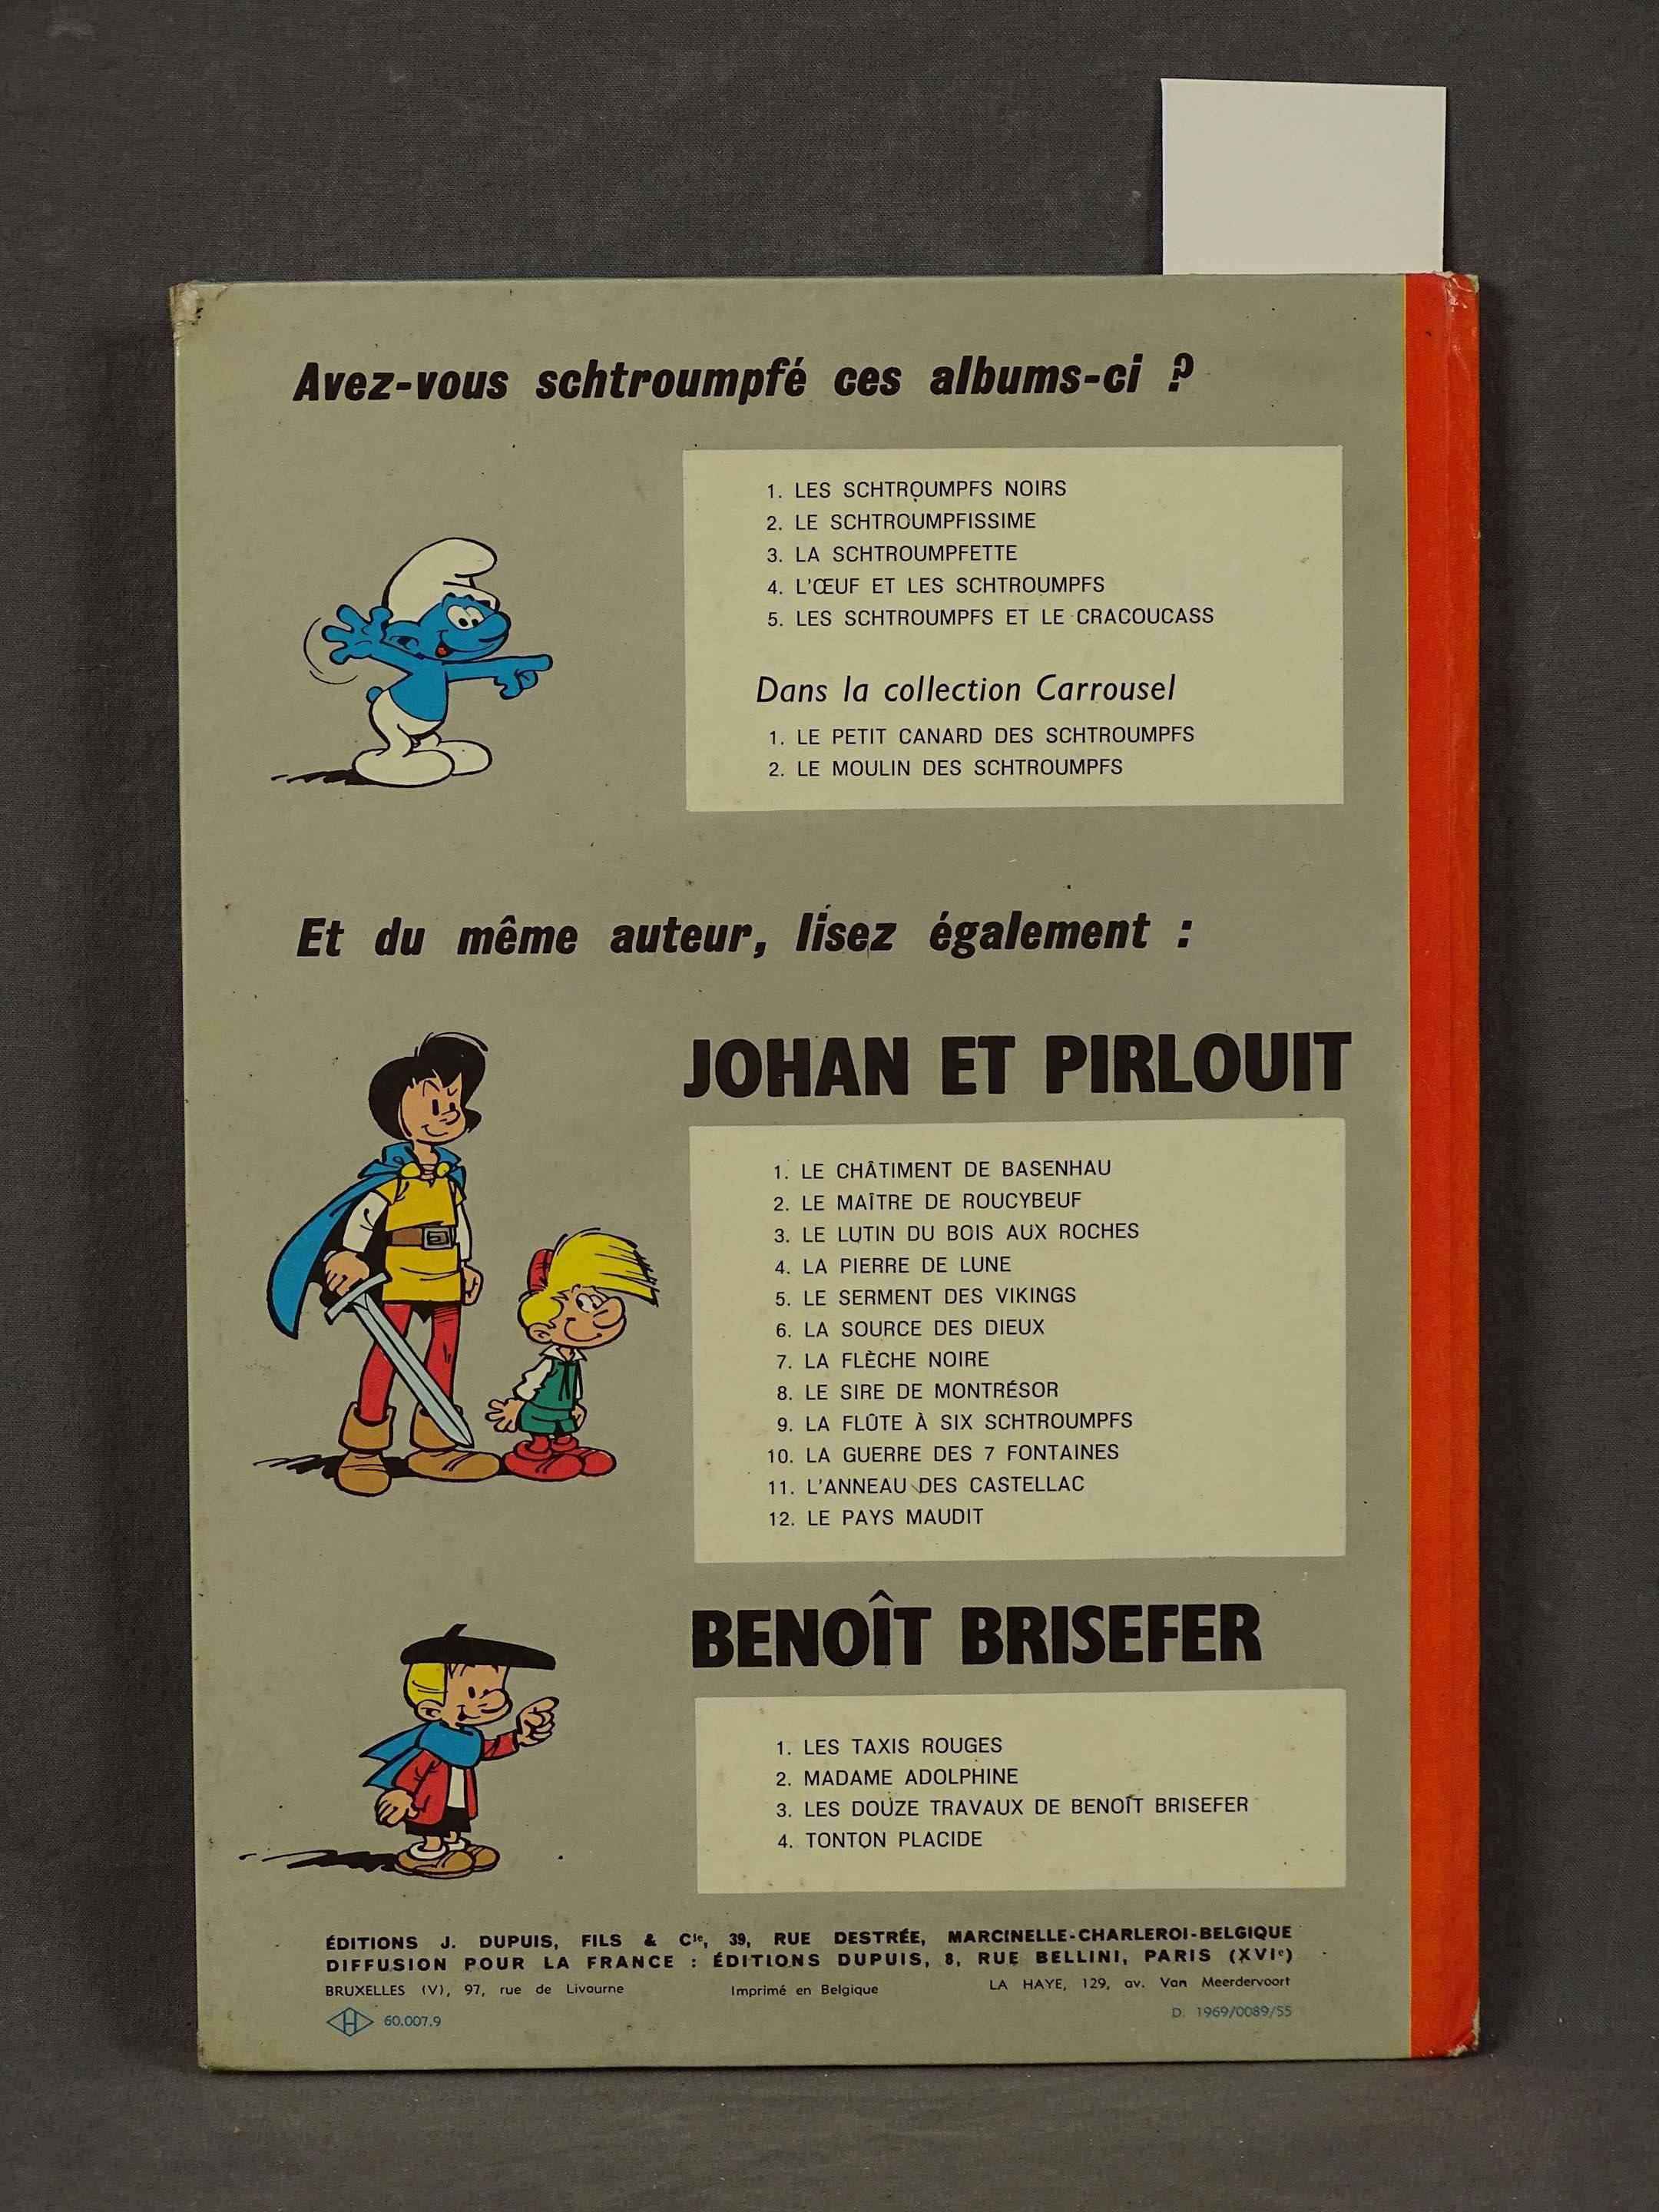 Avez-vous schtroumpfé ces albums-ci ?
1. LES SCHTROUMPFS NOIRS
2. LE SCHTROUMPFISSIME
3. LA SCHTROUMPFETTE
4. L'ŒUF ET LES SCHTROUMPFS
5. LES SCHTROUMPFS ET LE CRACOUCASS
Dans la collection Carrousel
1. LE PETIT CANARD DES SCHTROUMPFS
2. LE MOULIN DES SCHTROUMPFS
Et du même auteur, lisez également :
JOHAN ET PIRLOUIT
1. LE CHÂTIMENT DE BASENHAU
2. LE MAÎTRE DE ROUCYBEUF
3. LE LUTIN DU BOIS AUX ROCHES
4. LA PIERRE DE LUNE
5. LE SERMENT DES VIKINGS
6. LA SOURCE DES DIEUX
7. LA FLÈCHE NOIRE
8. LE SIRE DE MONTRÉSOR
9. LA FLÛTE À SIX SCHTROUMPFS
10. LA GUERRE DES 7 FONTAINES
11. L'ANNEAU DES CASTELLAC
12. LE PAYS MAUDIT
BENOÎT BRISEFER
1. LES TAXIS ROUGES
2. MADAME ADOLPHINE
3. LES DOUZE TRAVAUX DE BENOÎT BRISEFER
4. TONTON PLACIDE
ÉDITIONS J. DUPUIS, FILS & Cie, 39, RUE DESTRÉE, MARCINELLE-CHARLEROI-BELGIQUE
DIFFUSION POUR LA FRANCE : ÉDITIONS DUPUIS, 8, RUE BELLINI, PARIS (XVIe)
BRUXELLES (V), 97, rue de Livourne Imprimé en Belgique LA HAYE, 129, av. Van Meerdervoort
H 60.007.9 D. 1969/0089/55